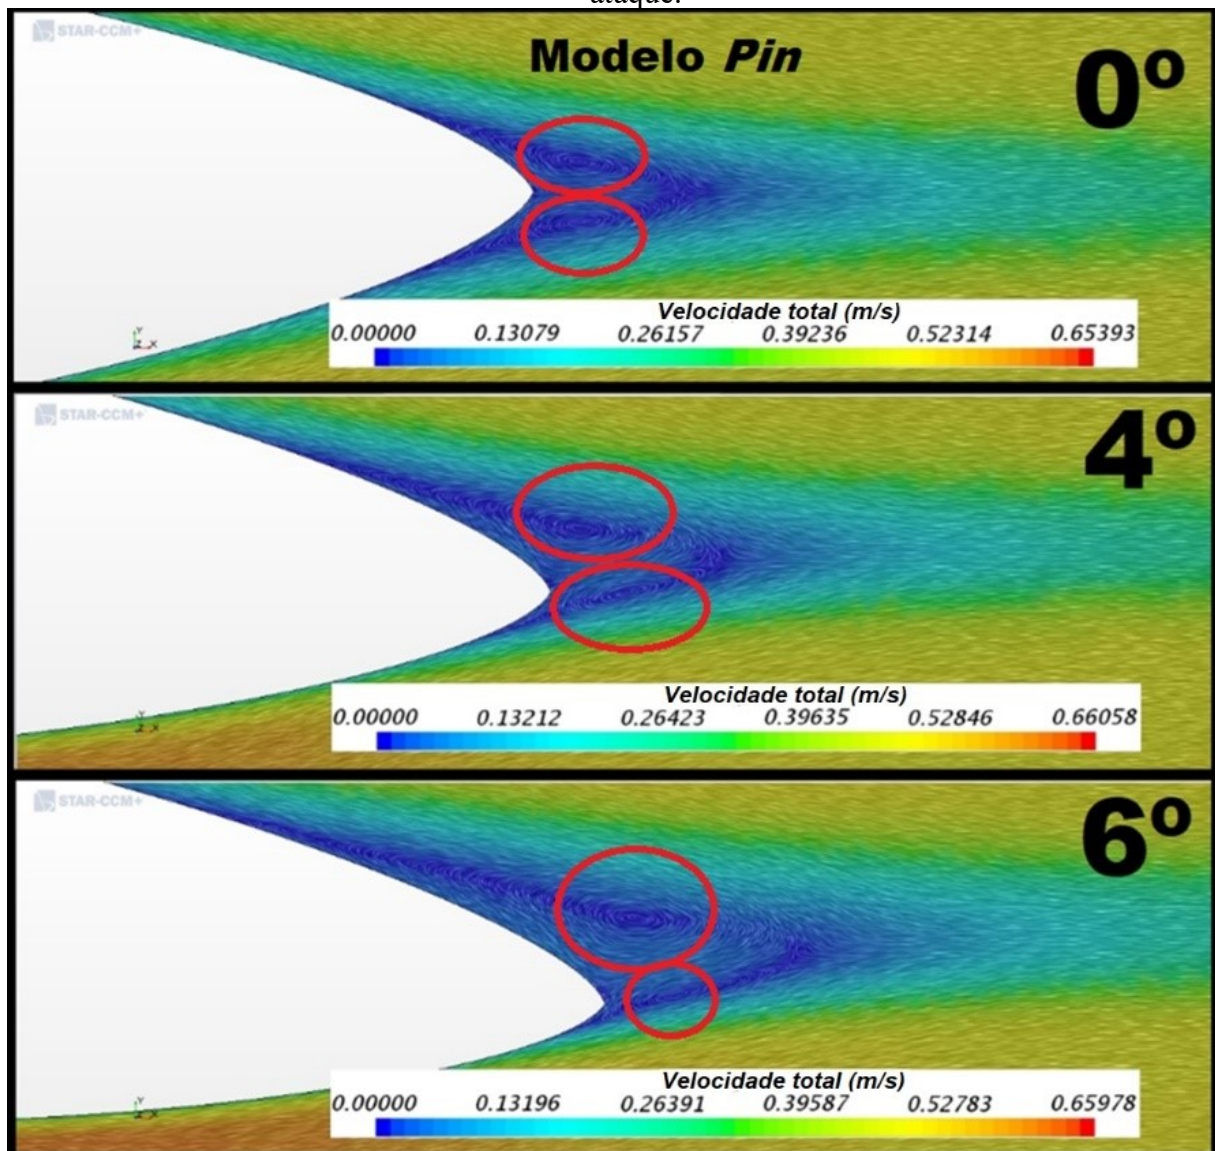 ataque.
STAR-CCM+
Modelo Pin
0º
Velocidade total (m/s)
0.00000 0.13079 0.26157 0.39236 0.52314 0.65393
Y
Z X
STAR-CCM+
4º
Velocidade total (m/s)
0.00000 0.13212 0.26423 0.39635 0.52846 0.66058
Y
Z X
STAR-CCM+
6º
Velocidade total (m/s)
0.00000 0.13196 0.26391 0.39587 0.52783 0.65978
Y
Z X